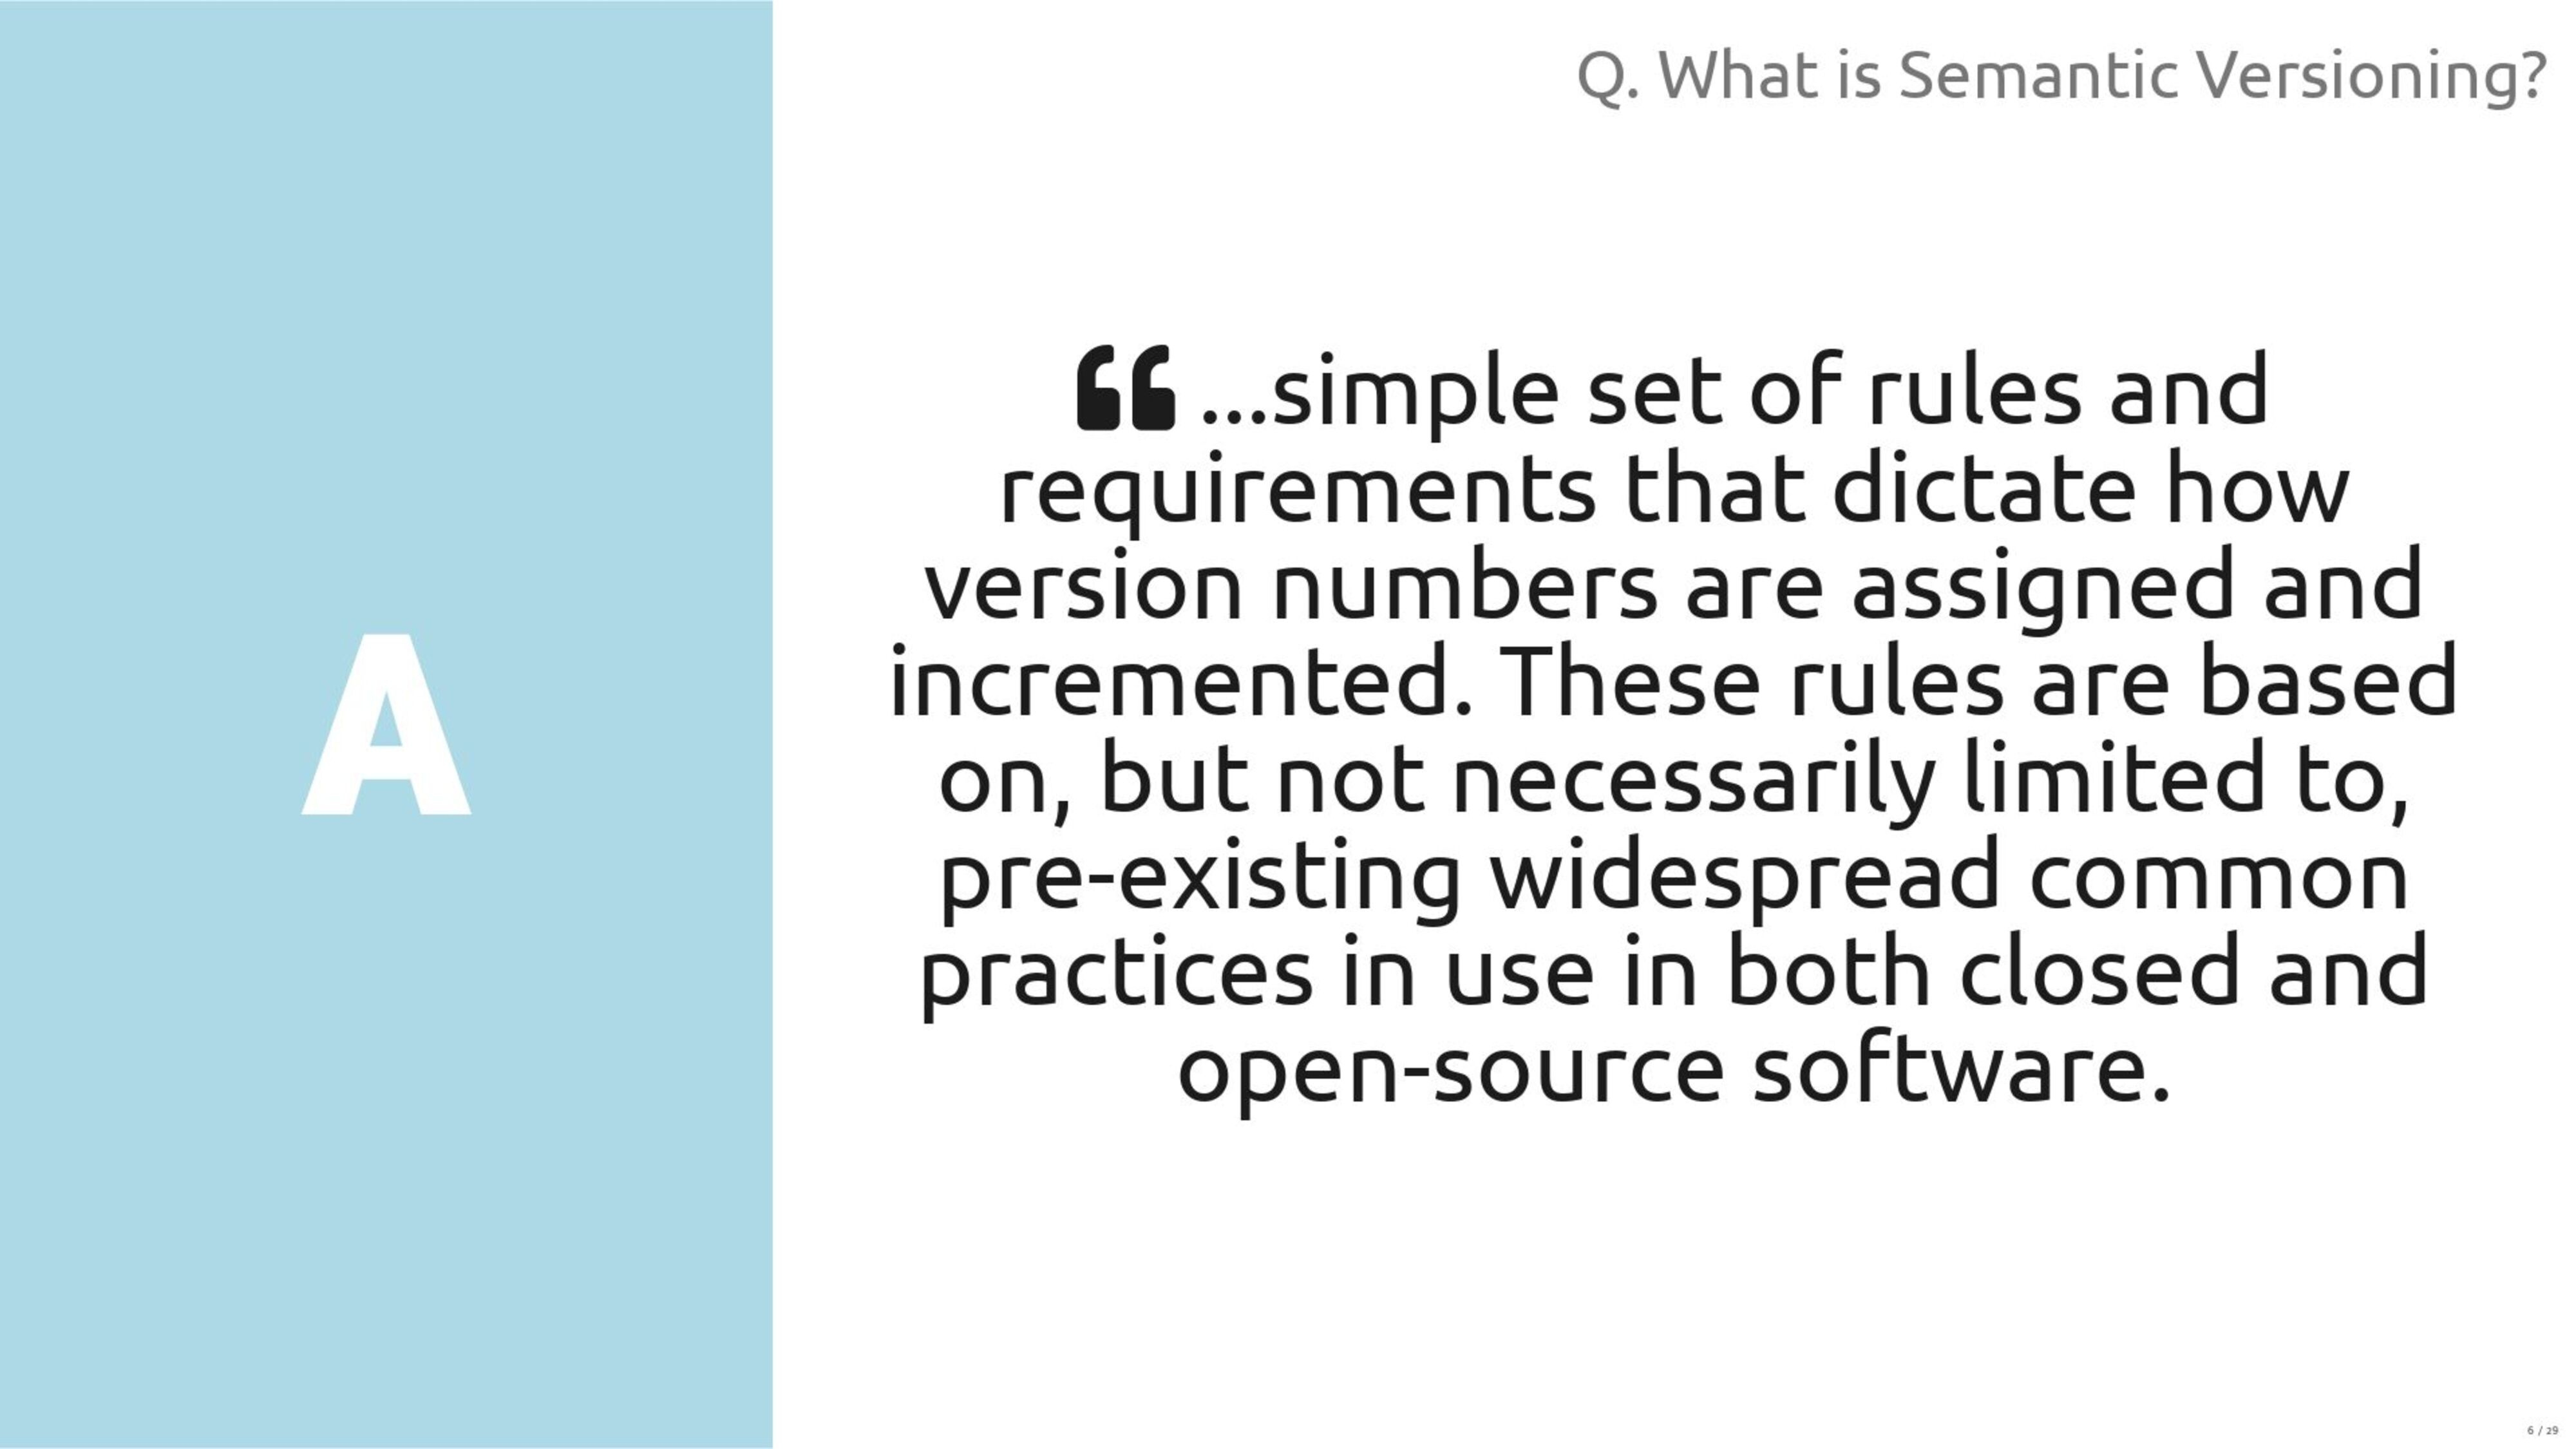 Q. What is Semantic Versioning?
A
“ ...simple set of rules and
requirements that dictate how
version numbers are assigned and
incremented. These rules are based
on, but not necessarily limited to,
pre-existing widespread common
practices in use in both closed and
open-source software.
6 / 29